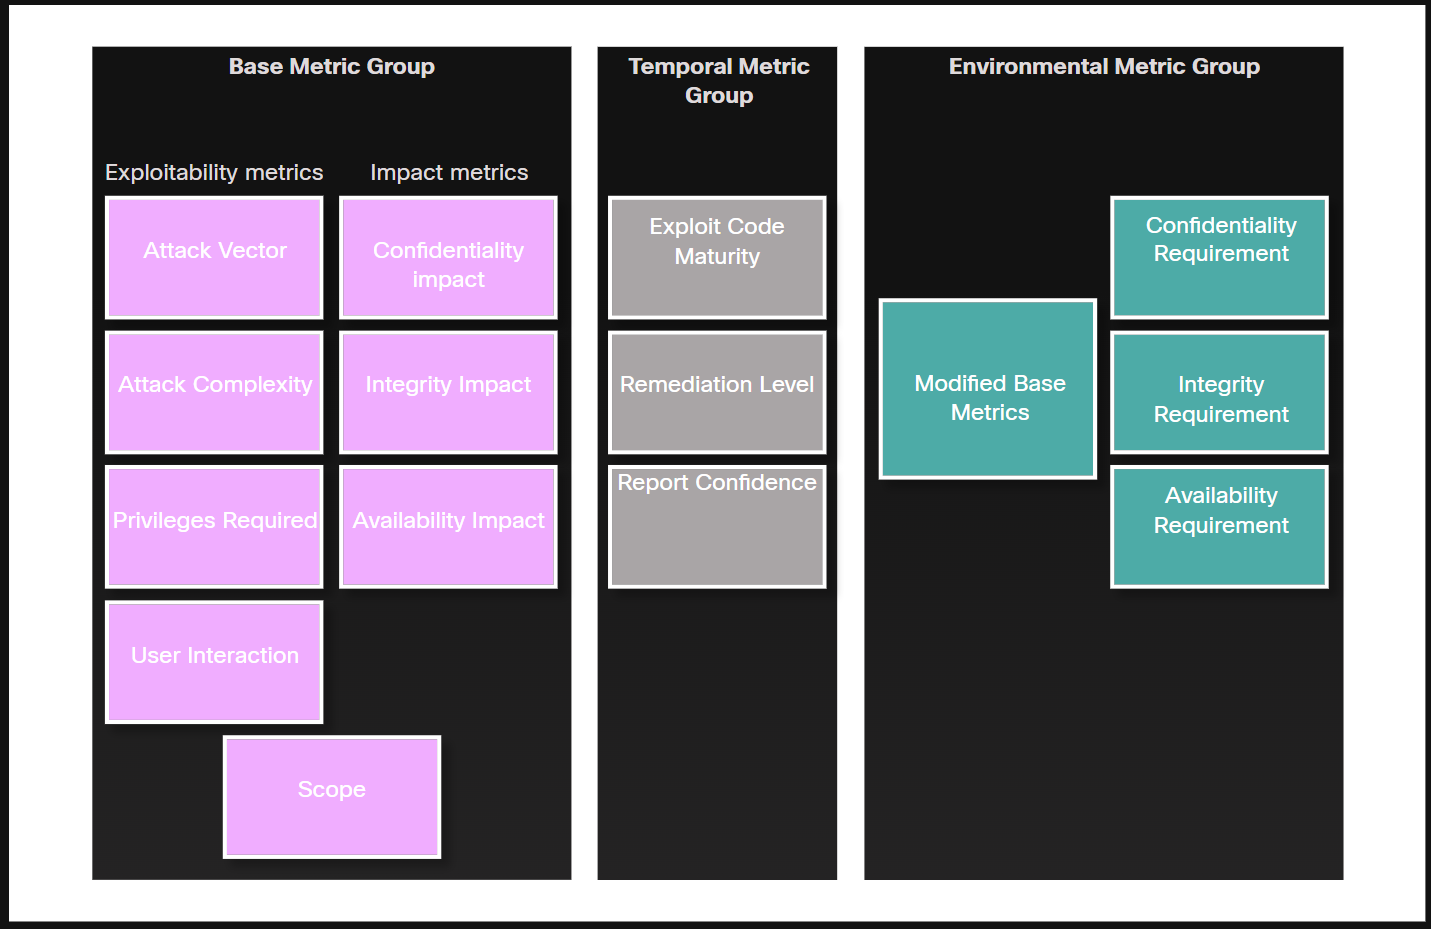 Base Metric Group
Exploitability metrics
Impact metrics
Attack Vector
Confidentiality
impact
Attack Complexity
Integrity Impact
Privileges Required
Availability Impact
User Interaction
Scope
Temporal Metric
Group
Exploit Code
Maturity
Remediation Level
Report Confidence
Environmental Metric Group
Modified Base
Metrics
Confidentiality
Requirement
Integrity
Requirement
Availability
Requirement